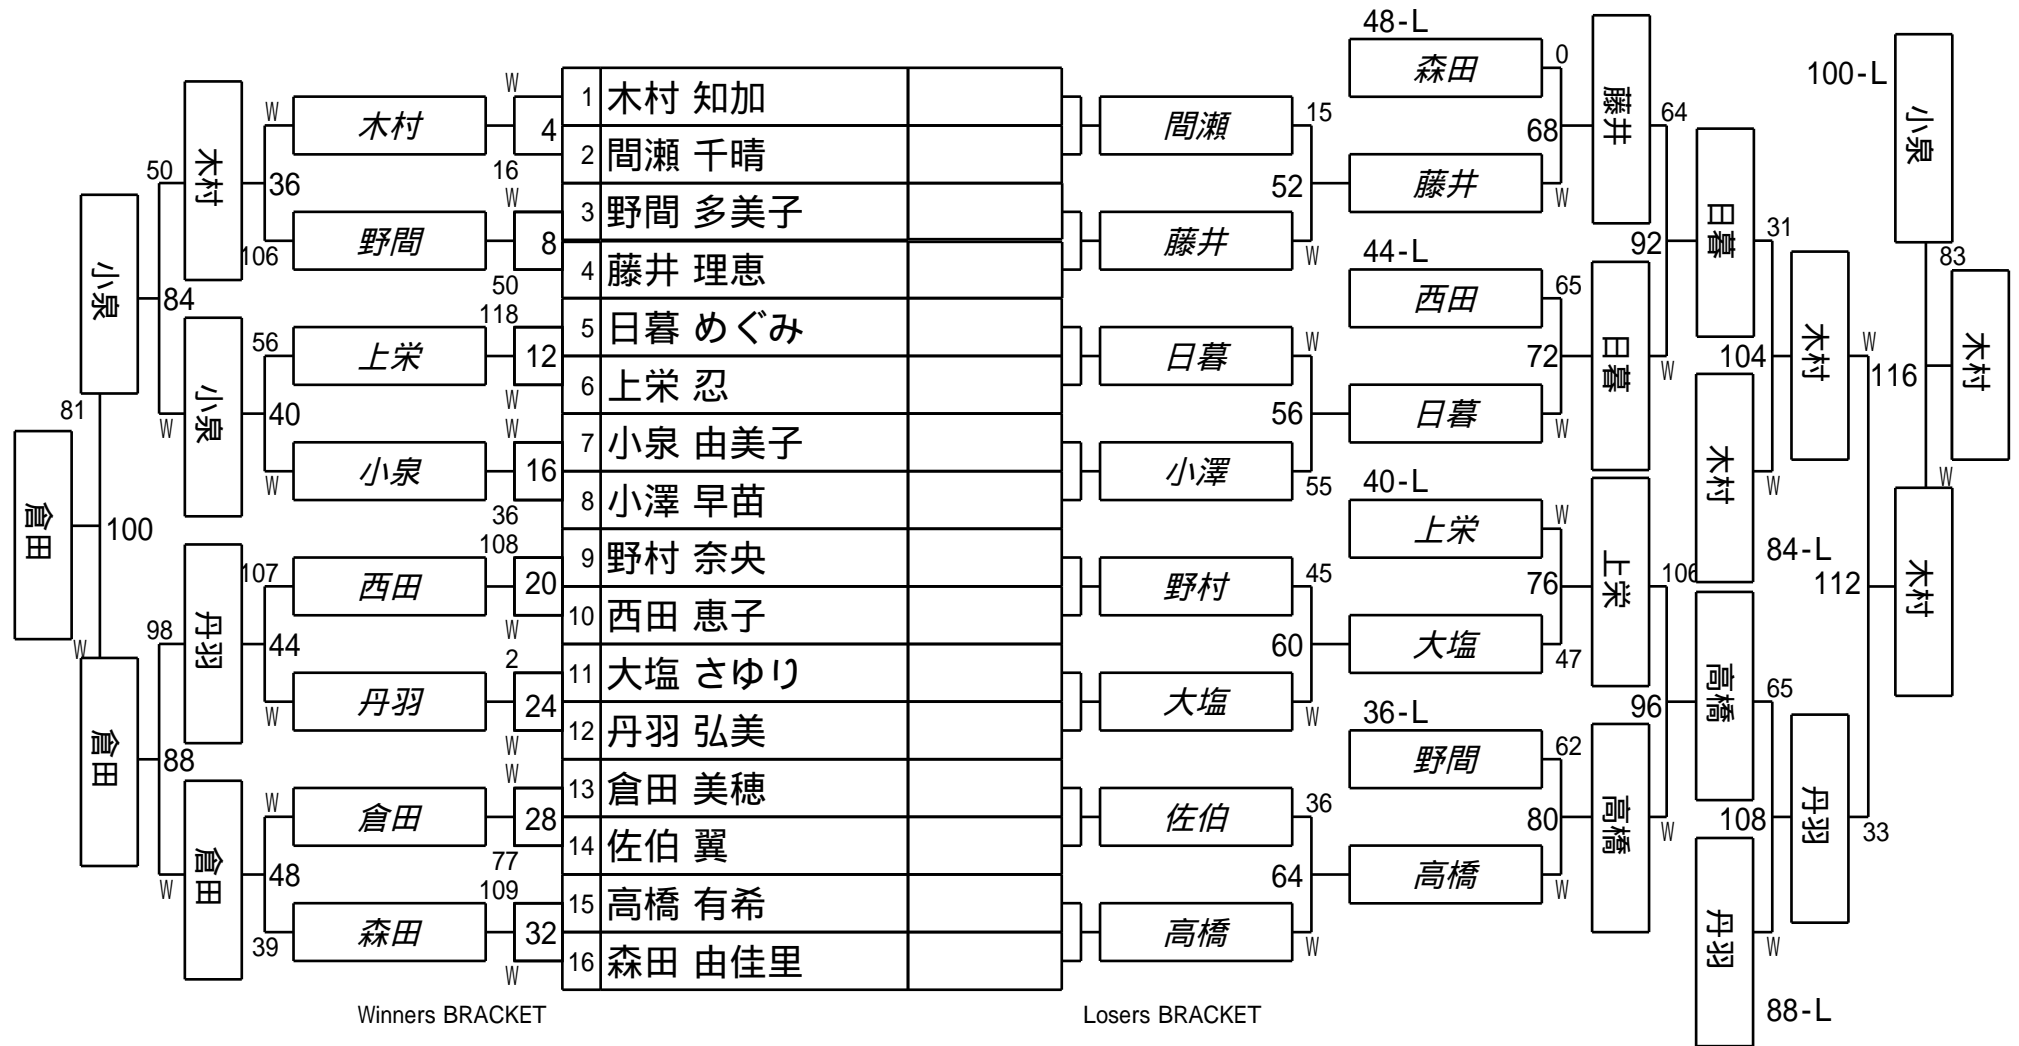 48-L
森田
0
藤井
68
64
藤井
W
100-L
小泉
83
木村
116
W
木村
1 木村 知加
2 間瀬 千晴
3 野間 多美子
4 藤井 理恵
5 日暮 めぐみ
6 上栄 忍
7 小泉 由美子
8 小澤 早苗
9 野村 奈央
10 西田 恵子
11 大塩 さゆり
12 丹羽 弘美
13 倉田 美穂
14 佐伯 翼
15 高橋 有希
16 森田 由佳里
W
4
16
W
8
50
118
12
W
W
16
36
108
20
W
2
24
W
W
28
77
109
32
W
木村
野間
上栄
小泉
西田
丹羽
倉田
森田
W
36
106
56
40
W
107
44
W
W
48
39
木村
小泉
丹羽
倉田
50
84
W
98
88
W
小泉
倉田
81
100
W
倉田
間瀬
藤井
日暮
小澤
野村
大塩
佐伯
高橋
15
52
W
W
56
55
45
60
W
36
64
W
44-L
西田
65
72
日暮
W
40-L
上栄
W
76
大塩
47
36-L
野間
62
80
高橋
W
日暮
92
W
上栄
106
96
高橋
W
日暮
31
104
木村
W
84-L
高橋
65
108
丹羽
W
88-L
木村
W
112
丹羽
33
Winners BRACKET
Losers BRACKET